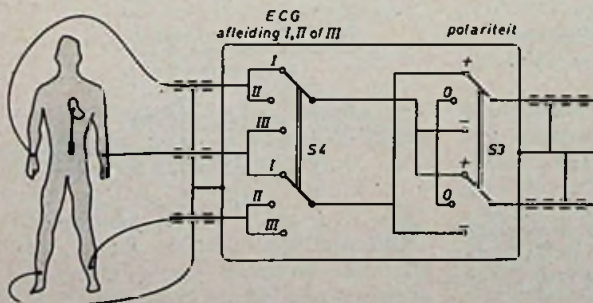 ECG
afleiding I, II of III
polariteit
I
II
III
I
II
III
S4
+
0
–
+
0
–
S3